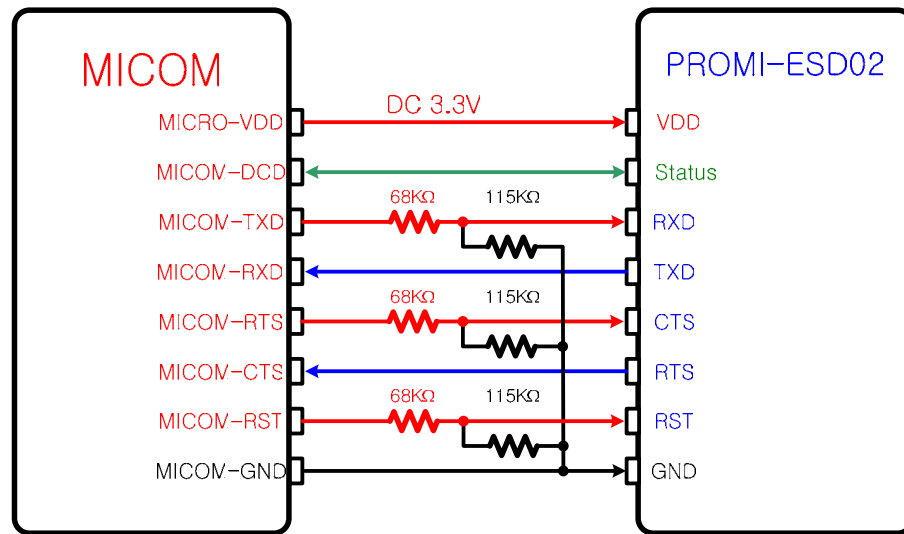 MICOM
PROMI-ESD02
DC 3.3V
MICRO-VDD
VDD
MICOM-DCD
Status
68KΩ
115KΩ
MICOM-TXD
RXD
MICOM-RXD
TXD
68KΩ
115KΩ
MICOM-RTS
CTS
MICOM-CTS
RTS
68KΩ
115KΩ
MICOM-RST
RST
MICOM-GND
GND